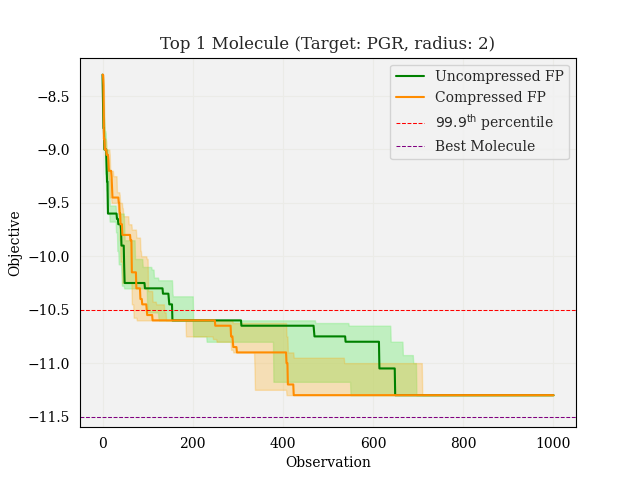 Top 1 Molecule (Target: PGR, radius: 2)
Uncompressed FP
Compressed FP
99.9th percentile
Best Molecule
Objective
−8.5
−9.0
−9.5
−10.0
−10.5
−11.0
−11.5
0 200 400 600 800 1000
Observation